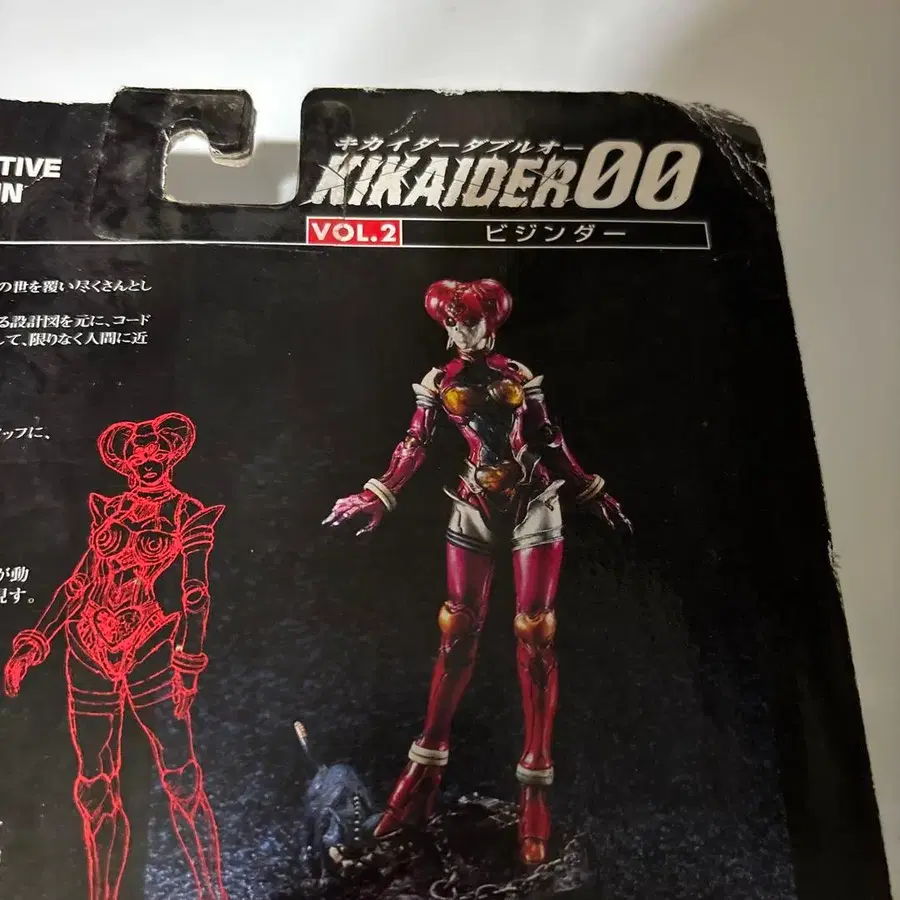 TIVE
キカイダーダブルオー
KIKAIDER00
VOL.2
ビジンダー
の世を覆い尽くさんとし
る設計図を元に、コード
して、限りなく人間に近
ップに、
が動
見す。